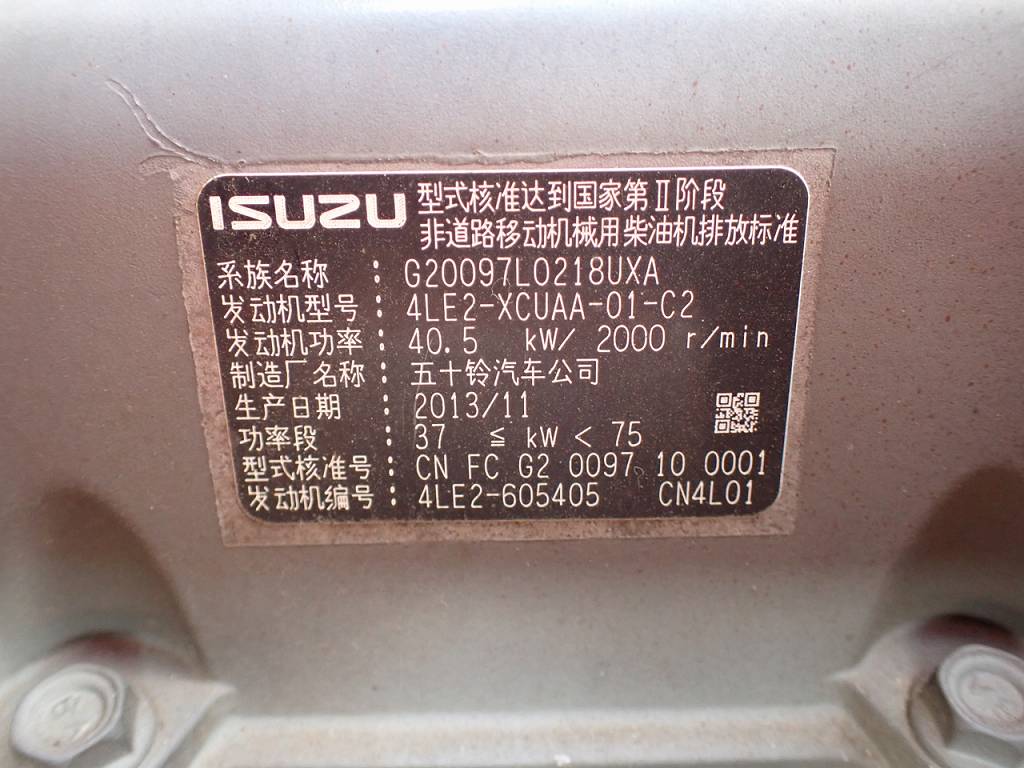 ISUZU 型式核准达到国家第Ⅱ阶段
非道路移动机械用柴油机排放标准
系族名称 : G20097L0218UXA
发动机型号 : 4LE2-XCUAA-01-C2
发动机功率 : 40.5 kW/ 2000 r/min
制造厂名称 : 五十铃汽车公司
生产日期 : 2013/11
功率段 : 37 ≦ kW < 75
型式核准号 : CN FC G2 0097 10 0001
发动机编号 : 4LE2-605405 CN4L01